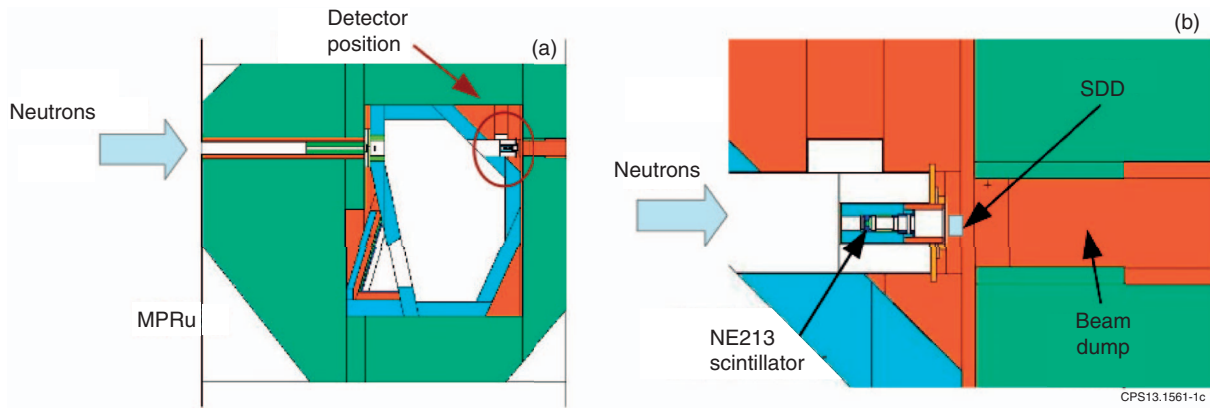 Detector
position
(a)
Neutrons
MPRu
(b)
SDD
Neutrons
NE213
scintillator
Beam
dump
CPS13.1561-1c